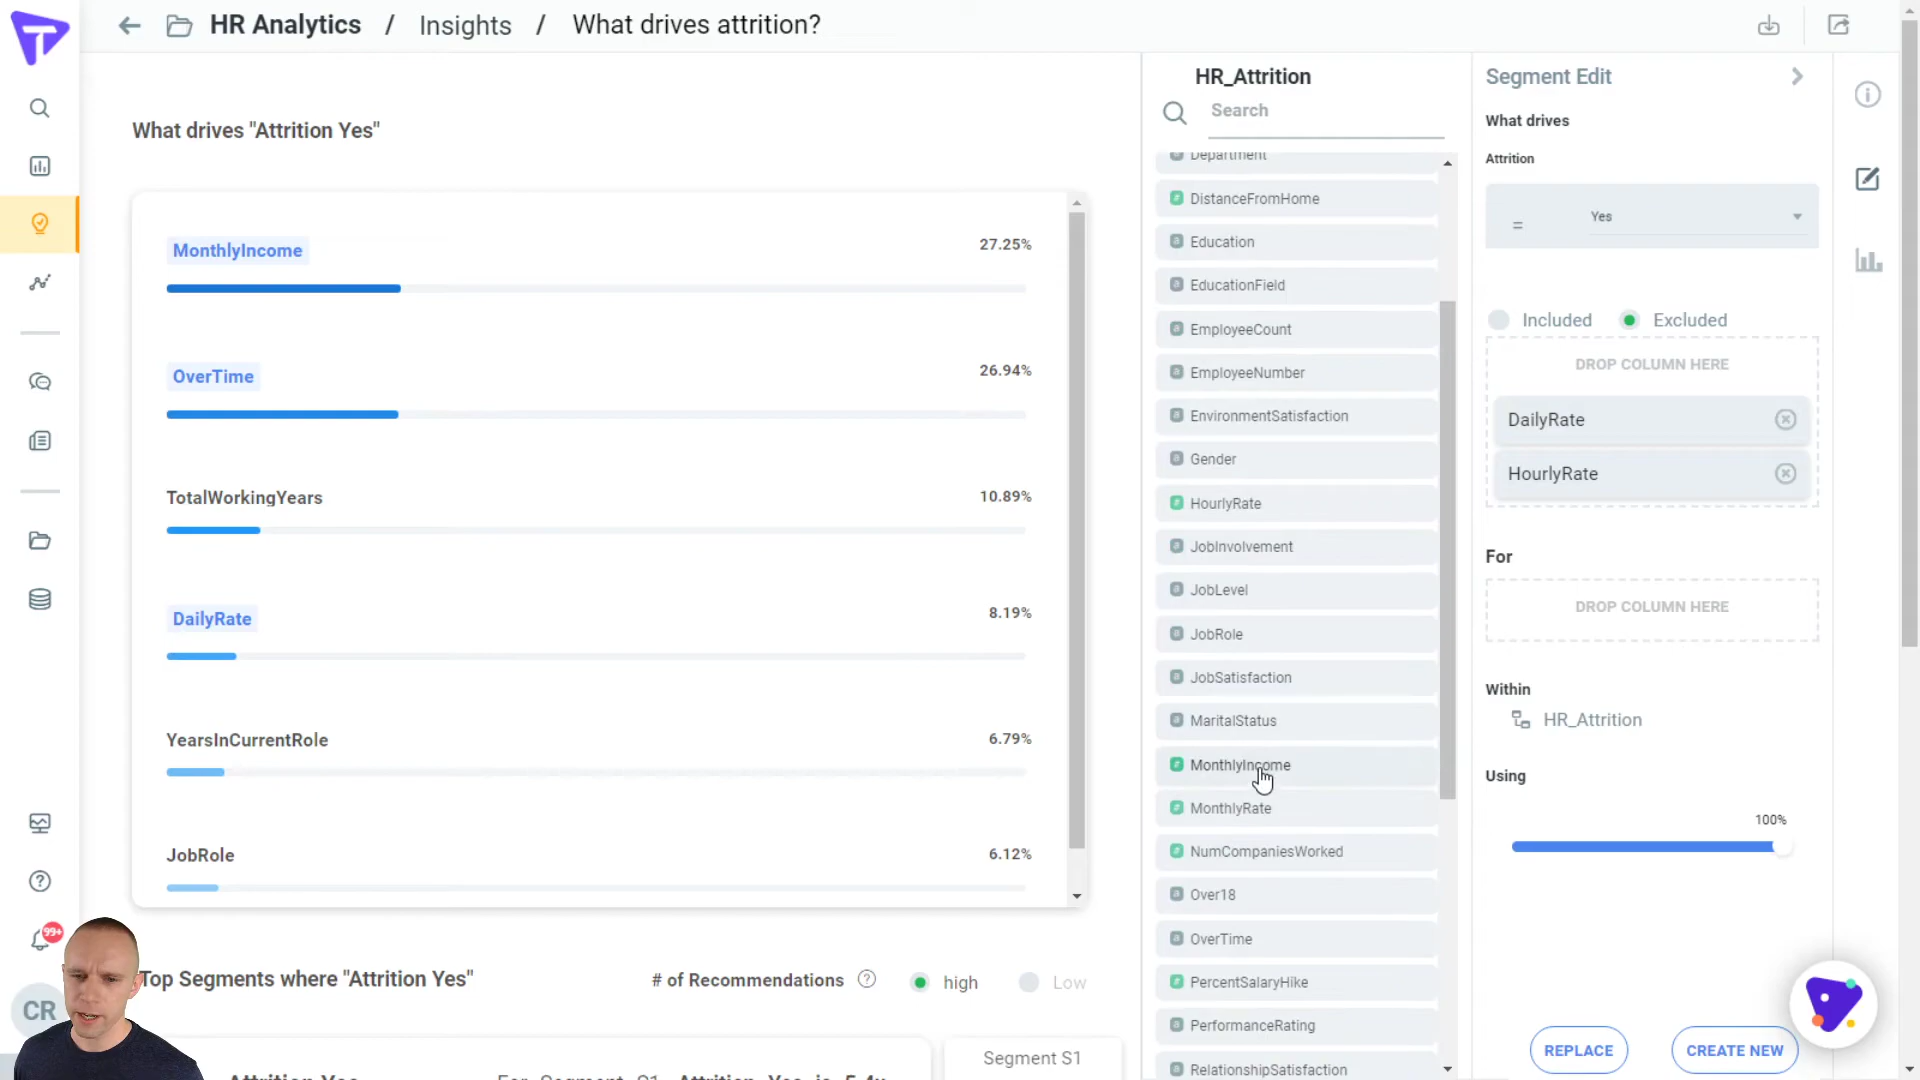 HR Analytics / Insights / What drives attrition?
What drives "Attrition Yes"
MonthlyIncome 27.25%
OverTime 26.94%
TotalWorkingYears 10.89%
DailyRate 8.19%
YearsInCurrentRole 6.79%
JobRole 6.12%
Top Segments where "Attrition Yes"
# of Recommendations ? high Low
Segment S1
99+
CR
HR_Attrition
Search
Department
DistanceFromHome
Education
EducationField
EmployeeCount
EmployeeNumber
EnvironmentSatisfaction
Gender
HourlyRate
JobInvolvement
JobLevel
JobRole
JobSatisfaction
MaritalStatus
MonthlyIncome
MonthlyRate
NumCompaniesWorked
Over18
OverTime
PercentSalaryHike
PerformanceRating
RelationshipSatisfaction
Segment Edit
What drives
Attrition
= Yes
Included Excluded
DROP COLUMN HERE
DailyRate
HourlyRate
For
DROP COLUMN HERE
Within
HR_Attrition
Using
100%
REPLACE CREATE NEW